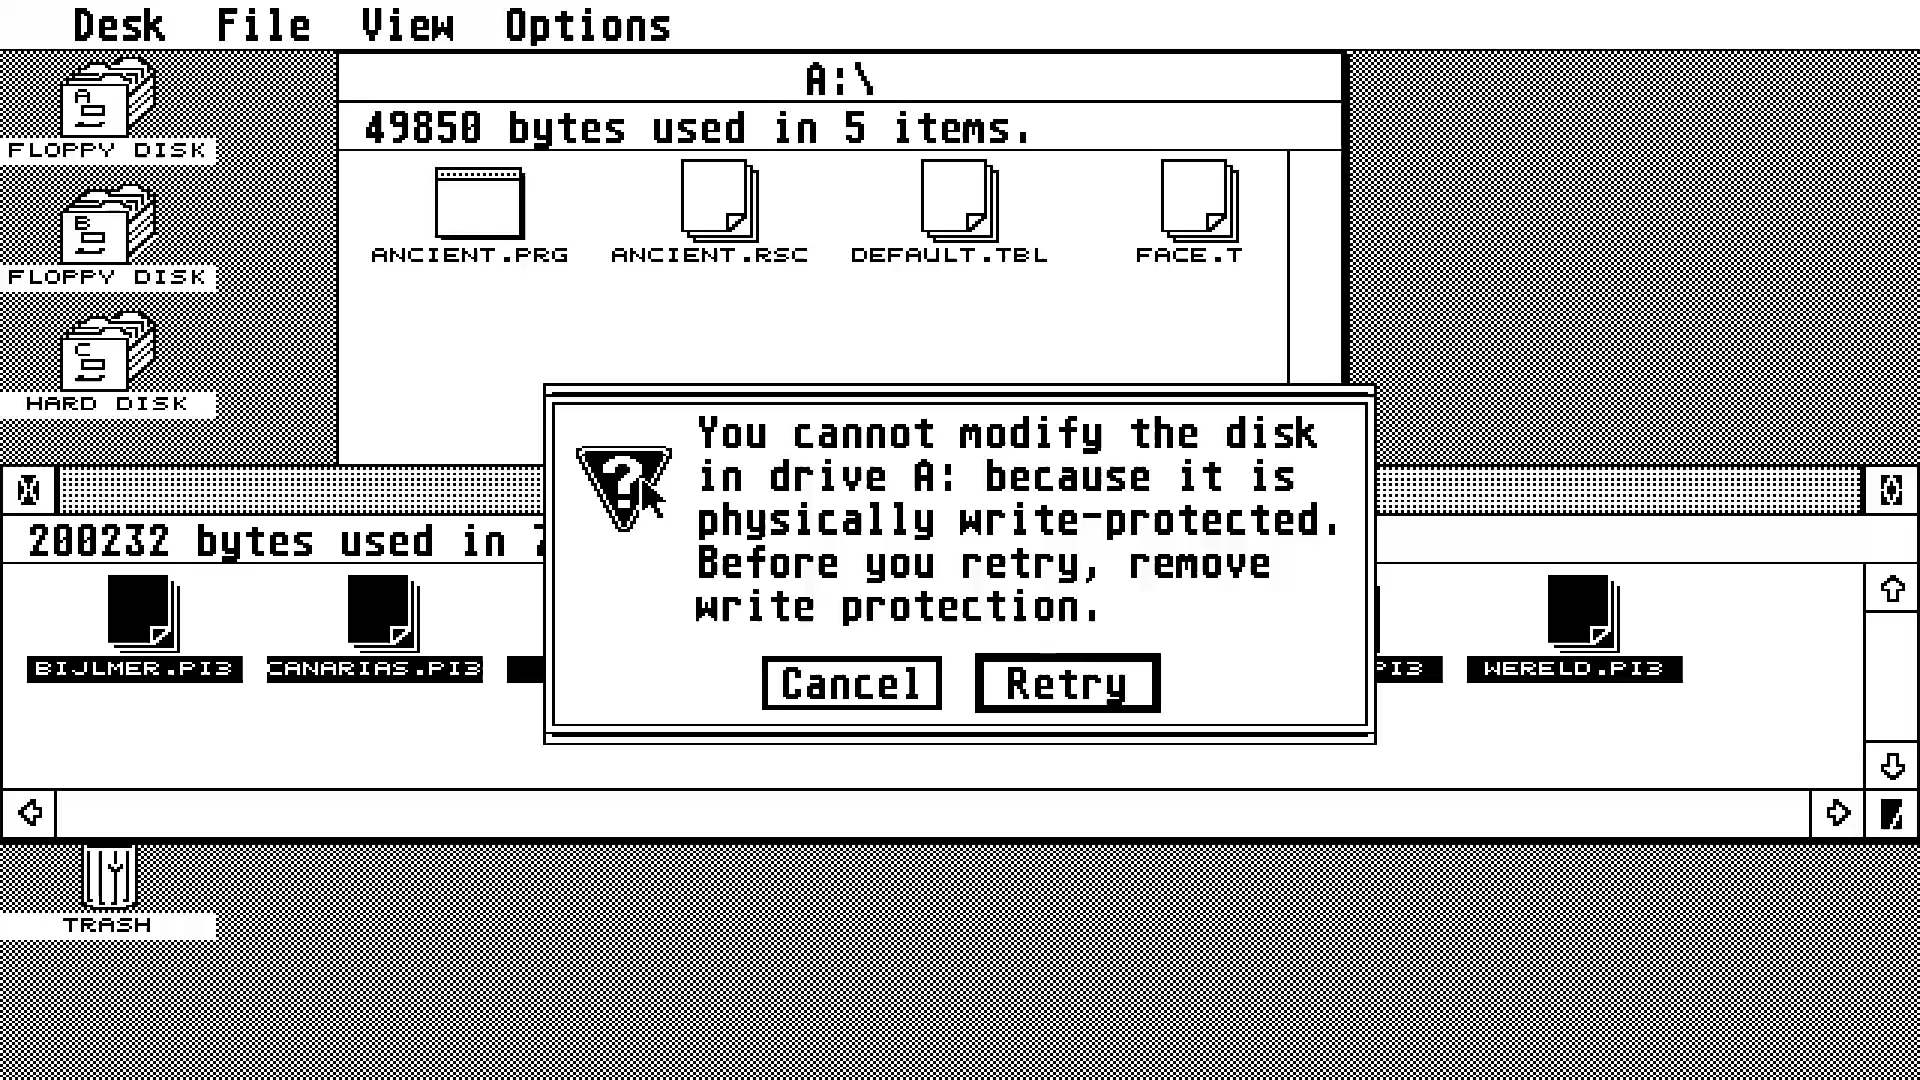 Desk File View Options
A
FLOPPY DISK
B
FLOPPY DISK
C
HARD DISK
A:\
49850 bytes used in 5 items.
ANCIENT.PRG ANCIENT.RSC DEFAULT.TBL FACE.T
You cannot modify the disk
in drive A: because it is
physically write-protected.
Before you retry, remove
write protection.
Cancel Retry
200232 bytes used in
BIJLMER.PI3 CANARIAS.PI3 PI3 WERELD.PI3
TRASH